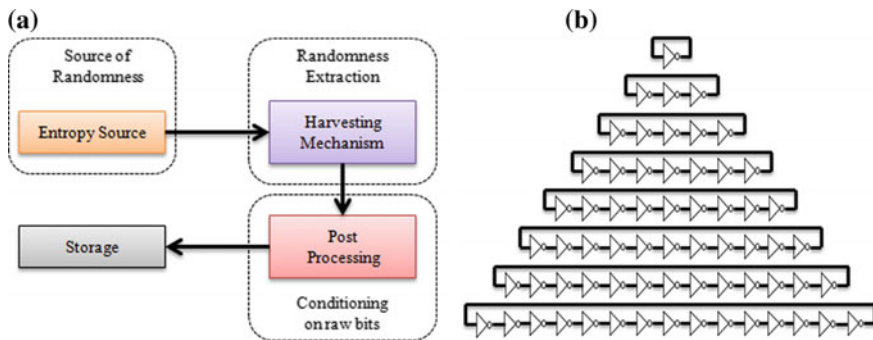 (a)
Source of
Randomness
Entropy Source
Randomness
Extraction
Harvesting
Mechanism
Storage
Post
Processing
Conditioning
on raw bits
(b)